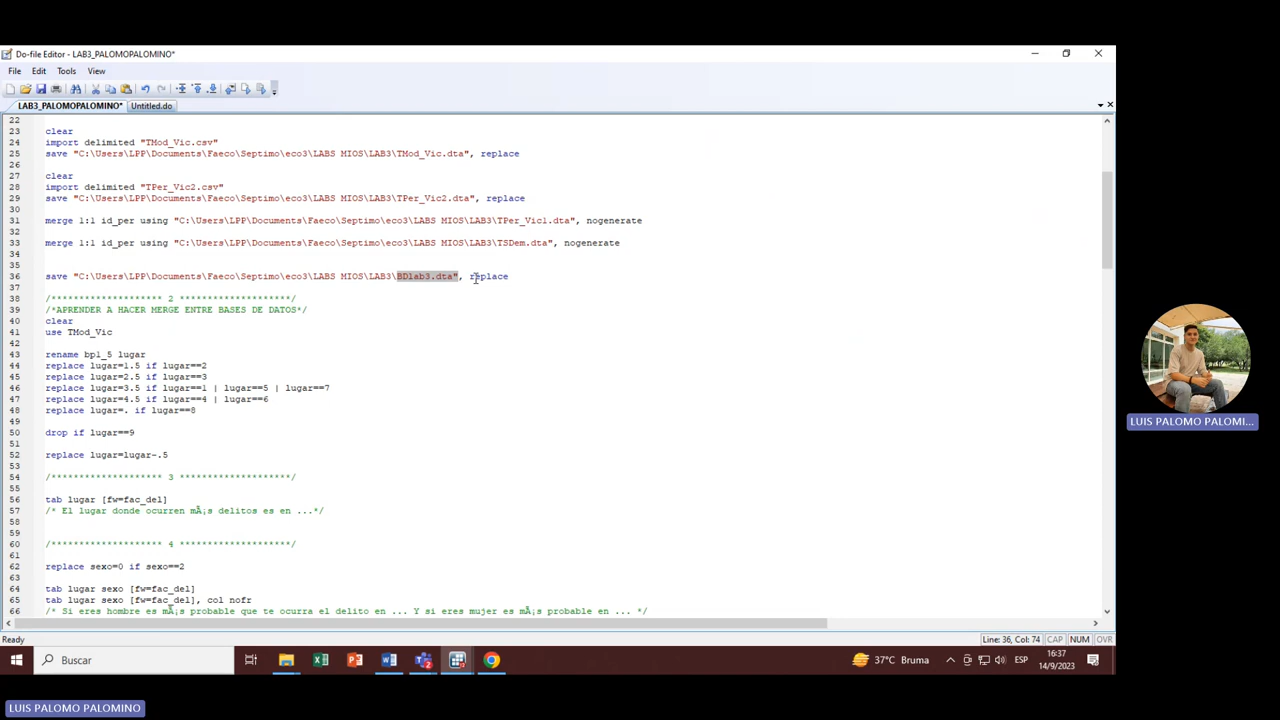 Do-file Editor - LAB3_PALOMOPALOMINO*
File Edit Tools View
LAB3_PALOMOPALOMINO* Untitled.do
22
23 clear
24 import delimited "TMod_Vic.csv"
25 save "C:\Users\LPP\Documents\Faeco\Septimo\eco3\LABS MIOS\LAB3\TMod_Vic.dta", replace
26
27 clear
28 import delimited "TPer_Vic2.csv"
29 save "C:\Users\LPP\Documents\Faeco\Septimo\eco3\LABS MIOS\LAB3\TPer_Vic2.dta", replace
30
31 merge 1:1 id_per using "C:\Users\LPP\Documents\Faeco\Septimo\eco3\LABS MIOS\LAB3\TPer_Vic1.dta", nogenerate
32
33 merge 1:1 id_per using "C:\Users\LPP\Documents\Faeco\Septimo\eco3\LABS MIOS\LAB3\TSDem.dta", nogenerate
34
35
36 save "C:\Users\LPP\Documents\Faeco\Septimo\eco3\LABS MIOS\LAB3\BDlab3.dta", replace
37
38 /******************** 2 ********************/
39 /*APRENDER A HACER MERGE ENTRE BASES DE DATOS*/
40 clear
41 use TMod_Vic
42
43 rename bp1_5 lugar
44 replace lugar=1.5 if lugar==2
45 replace lugar=2.5 if lugar==3
46 replace lugar=3.5 if lugar==1 | lugar==5 | lugar==7
47 replace lugar=4.5 if lugar==4 | lugar==6
48 replace lugar=. if lugar==8
49
50 drop if lugar==9
51
52 replace lugar=lugar-.5
53
54 /******************** 3 ********************/
55
56 tab lugar [fw=fac_del]
57 /* El lugar donde ocurren mÃ¡s delitos es en ...*/
58
59
60 /******************** 4 ********************/
61
62 replace sexo=0 if sexo==2
63
64 tab lugar sexo [fw=fac_del]
65 tab lugar sexo [fw=fac_del], col nofr
66 /* Si eres hombre es mÃ¡s probable que te ocurra el delito en ... Y si eres mujer es mÃ¡s probable en ... */
Ready Line: 36, Col: 74 CAP NUM OVR
Buscar 37°C Bruma ESP 16:37
14/9/2023
LUIS PALOMO PALOMI...
LUIS PALOMO PALOMINO